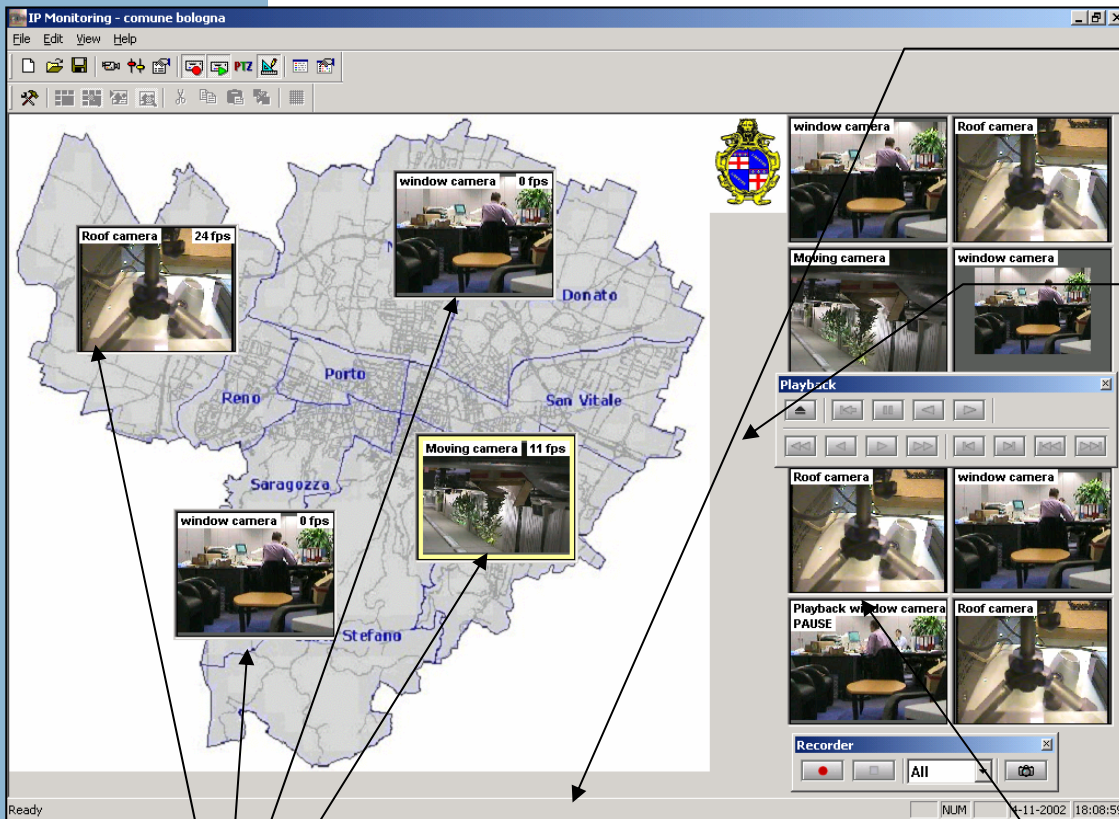 IP Monitoring - comune bologna
File Edit View Help
PTZ
window camera 0 fps
Roof camera 24 fps
N
Donato
Porto
Reno
San Vitale
Moving camera 11 fps
Saragozza
window camera 0 fps
Stefano
window camera
Roof camera
Moving camera
window camera
Playback
Roof camera
window camera
Playback window camera
PAUSE
Roof camera
Recorder
All
Ready
NUM
4-11-2002
18:08:59